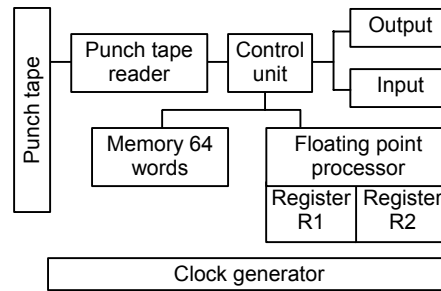 Punch tape
Punch tape
reader
Control
unit
Output
Input
Memory 64
words
Floating point
processor
Register
R1
Register
R2
Clock generator